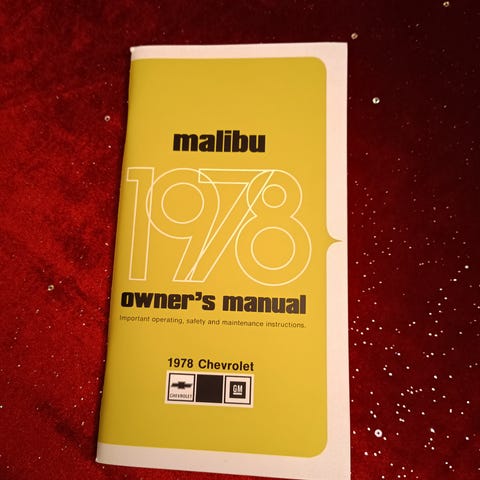 malibu
1978
owner's manual
Important operating, safety and maintenance instructions.
1978 Chevrolet
CHEVROLET
GM